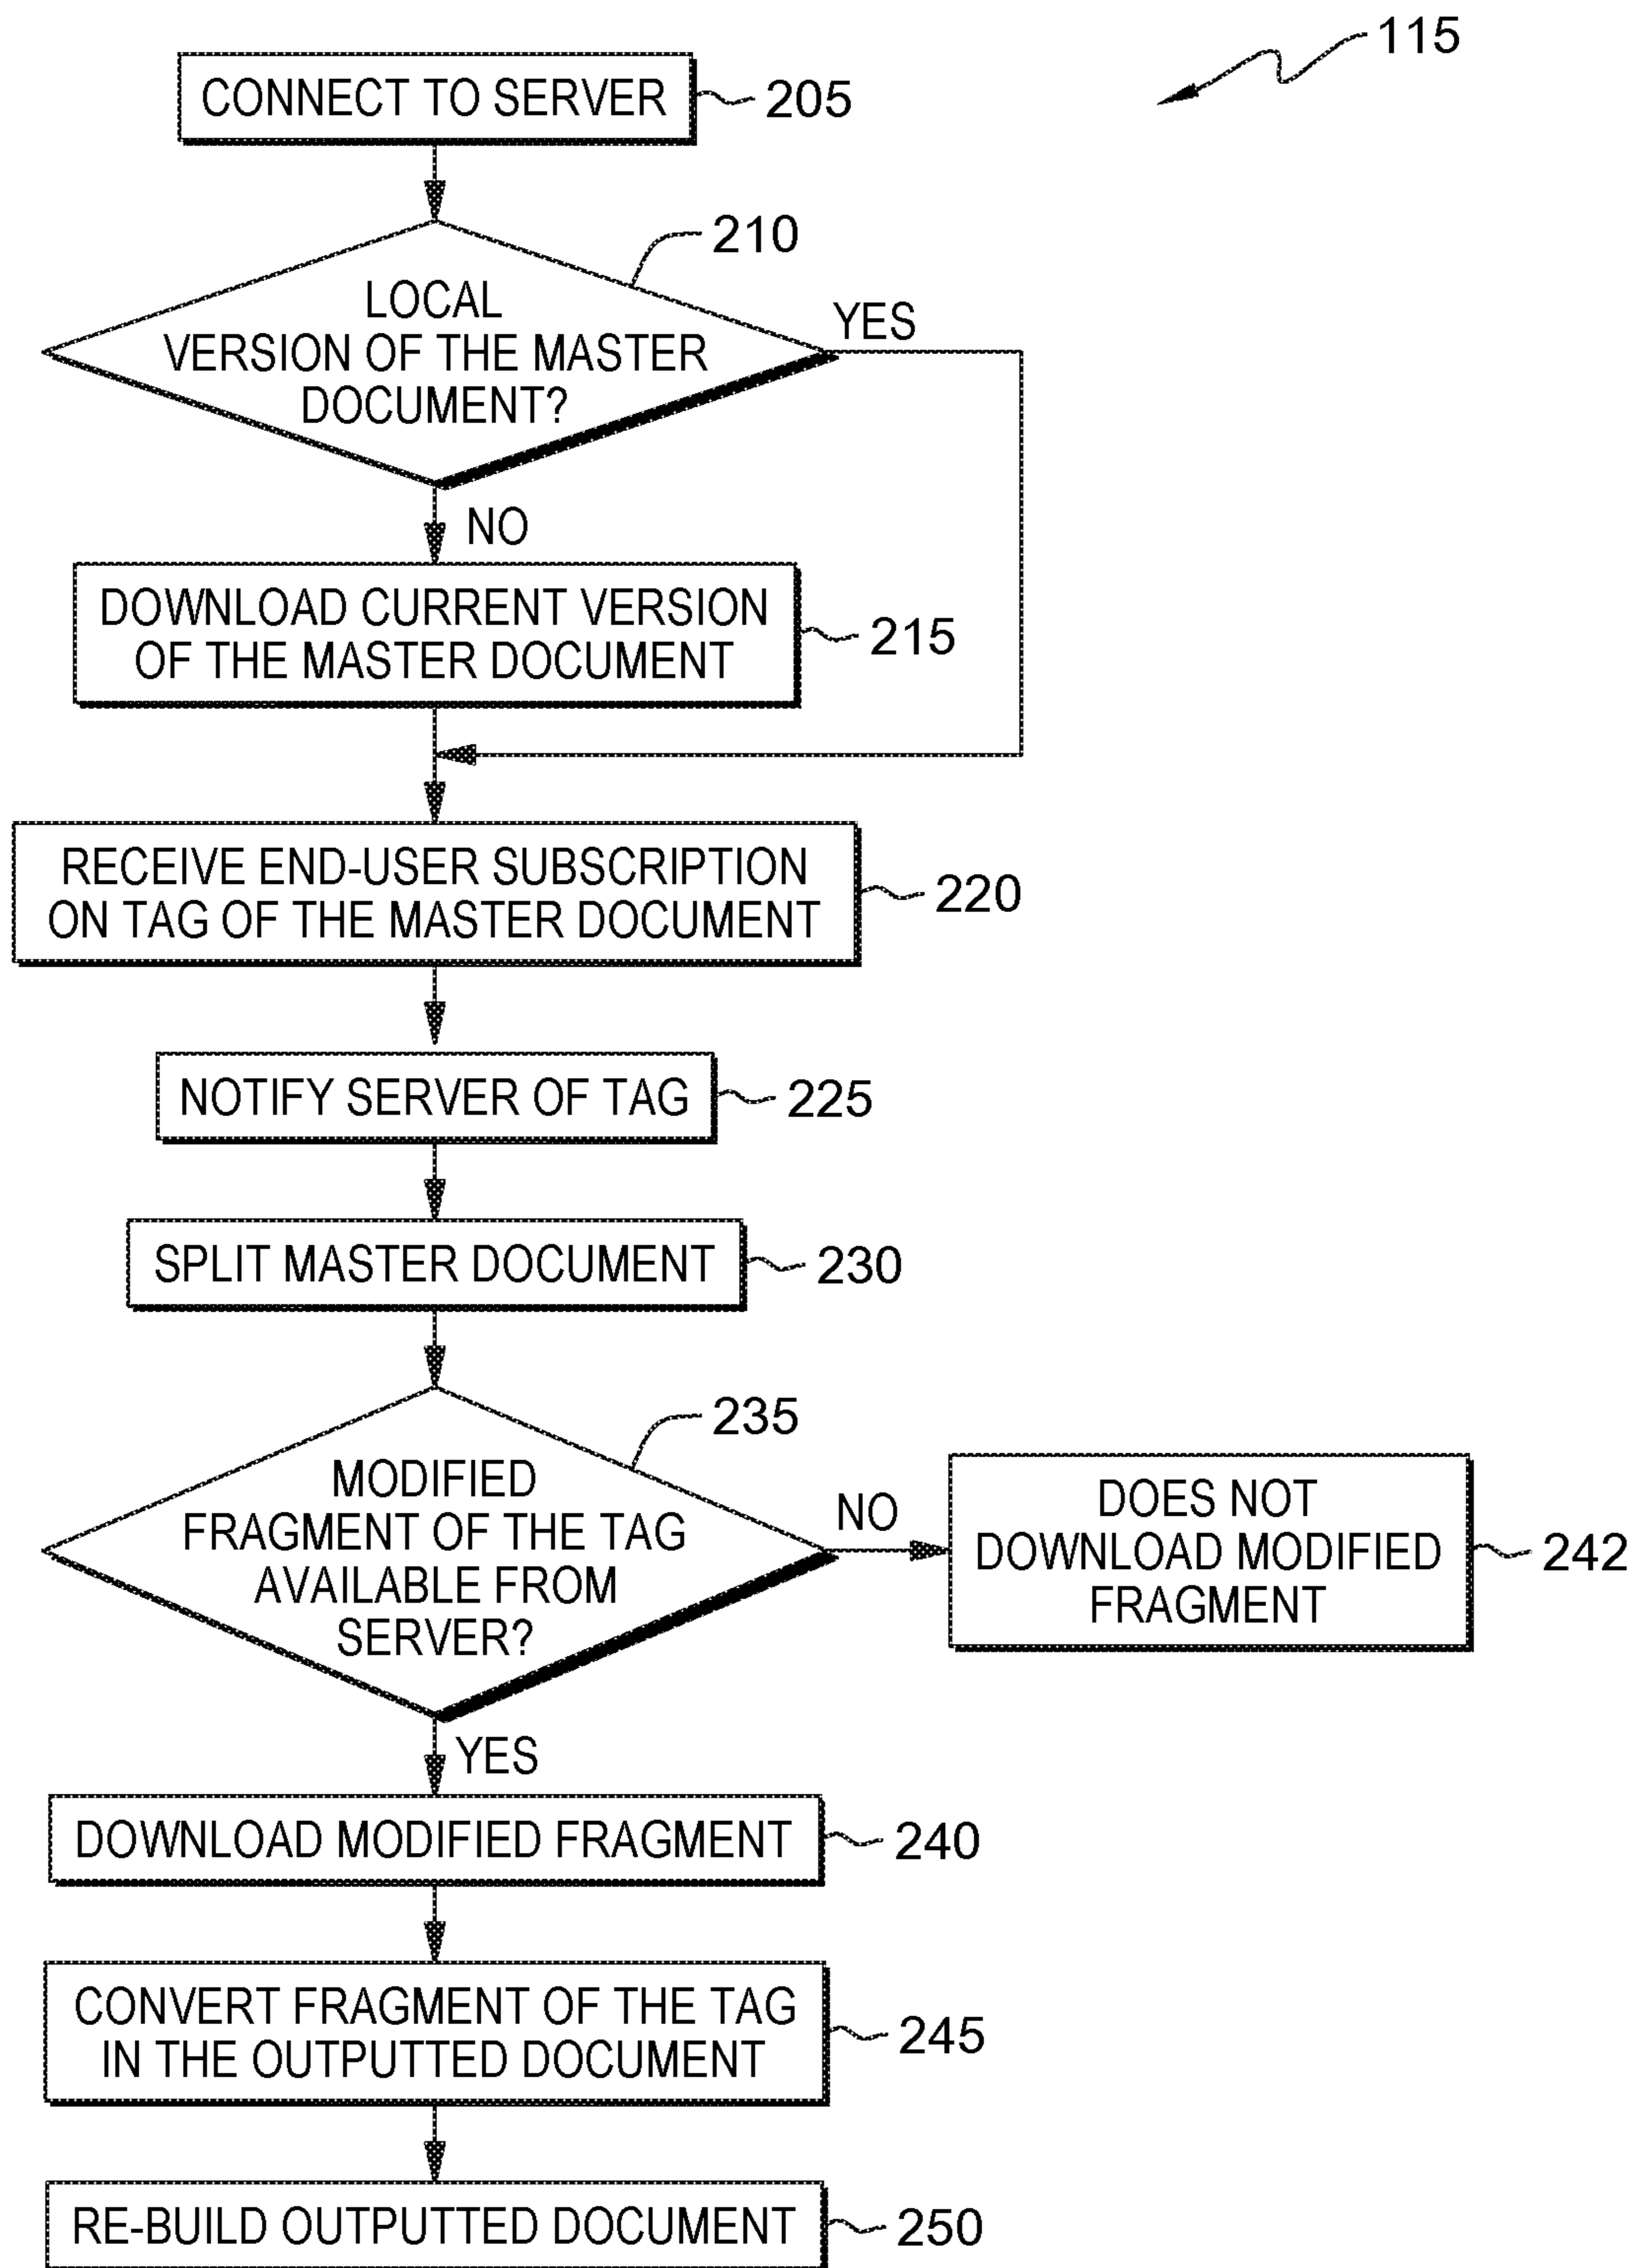 115
CONNECT TO SERVER
205
210
LOCAL
VERSION OF THE MASTER
DOCUMENT?
YES
NO
DOWNLOAD CURRENT VERSION
OF THE MASTER DOCUMENT
215
RECEIVE END-USER SUBSCRIPTION
ON TAG OF THE MASTER DOCUMENT
220
NOTIFY SERVER OF TAG
225
SPLIT MASTER DOCUMENT
230
235
MODIFIED
FRAGMENT OF THE TAG
AVAILABLE FROM
SERVER?
NO
DOES NOT
DOWNLOAD MODIFIED
FRAGMENT
242
YES
DOWNLOAD MODIFIED FRAGMENT
240
CONVERT FRAGMENT OF THE TAG
IN THE OUTPUTTED DOCUMENT
245
RE-BUILD OUTPUTTED DOCUMENT
250